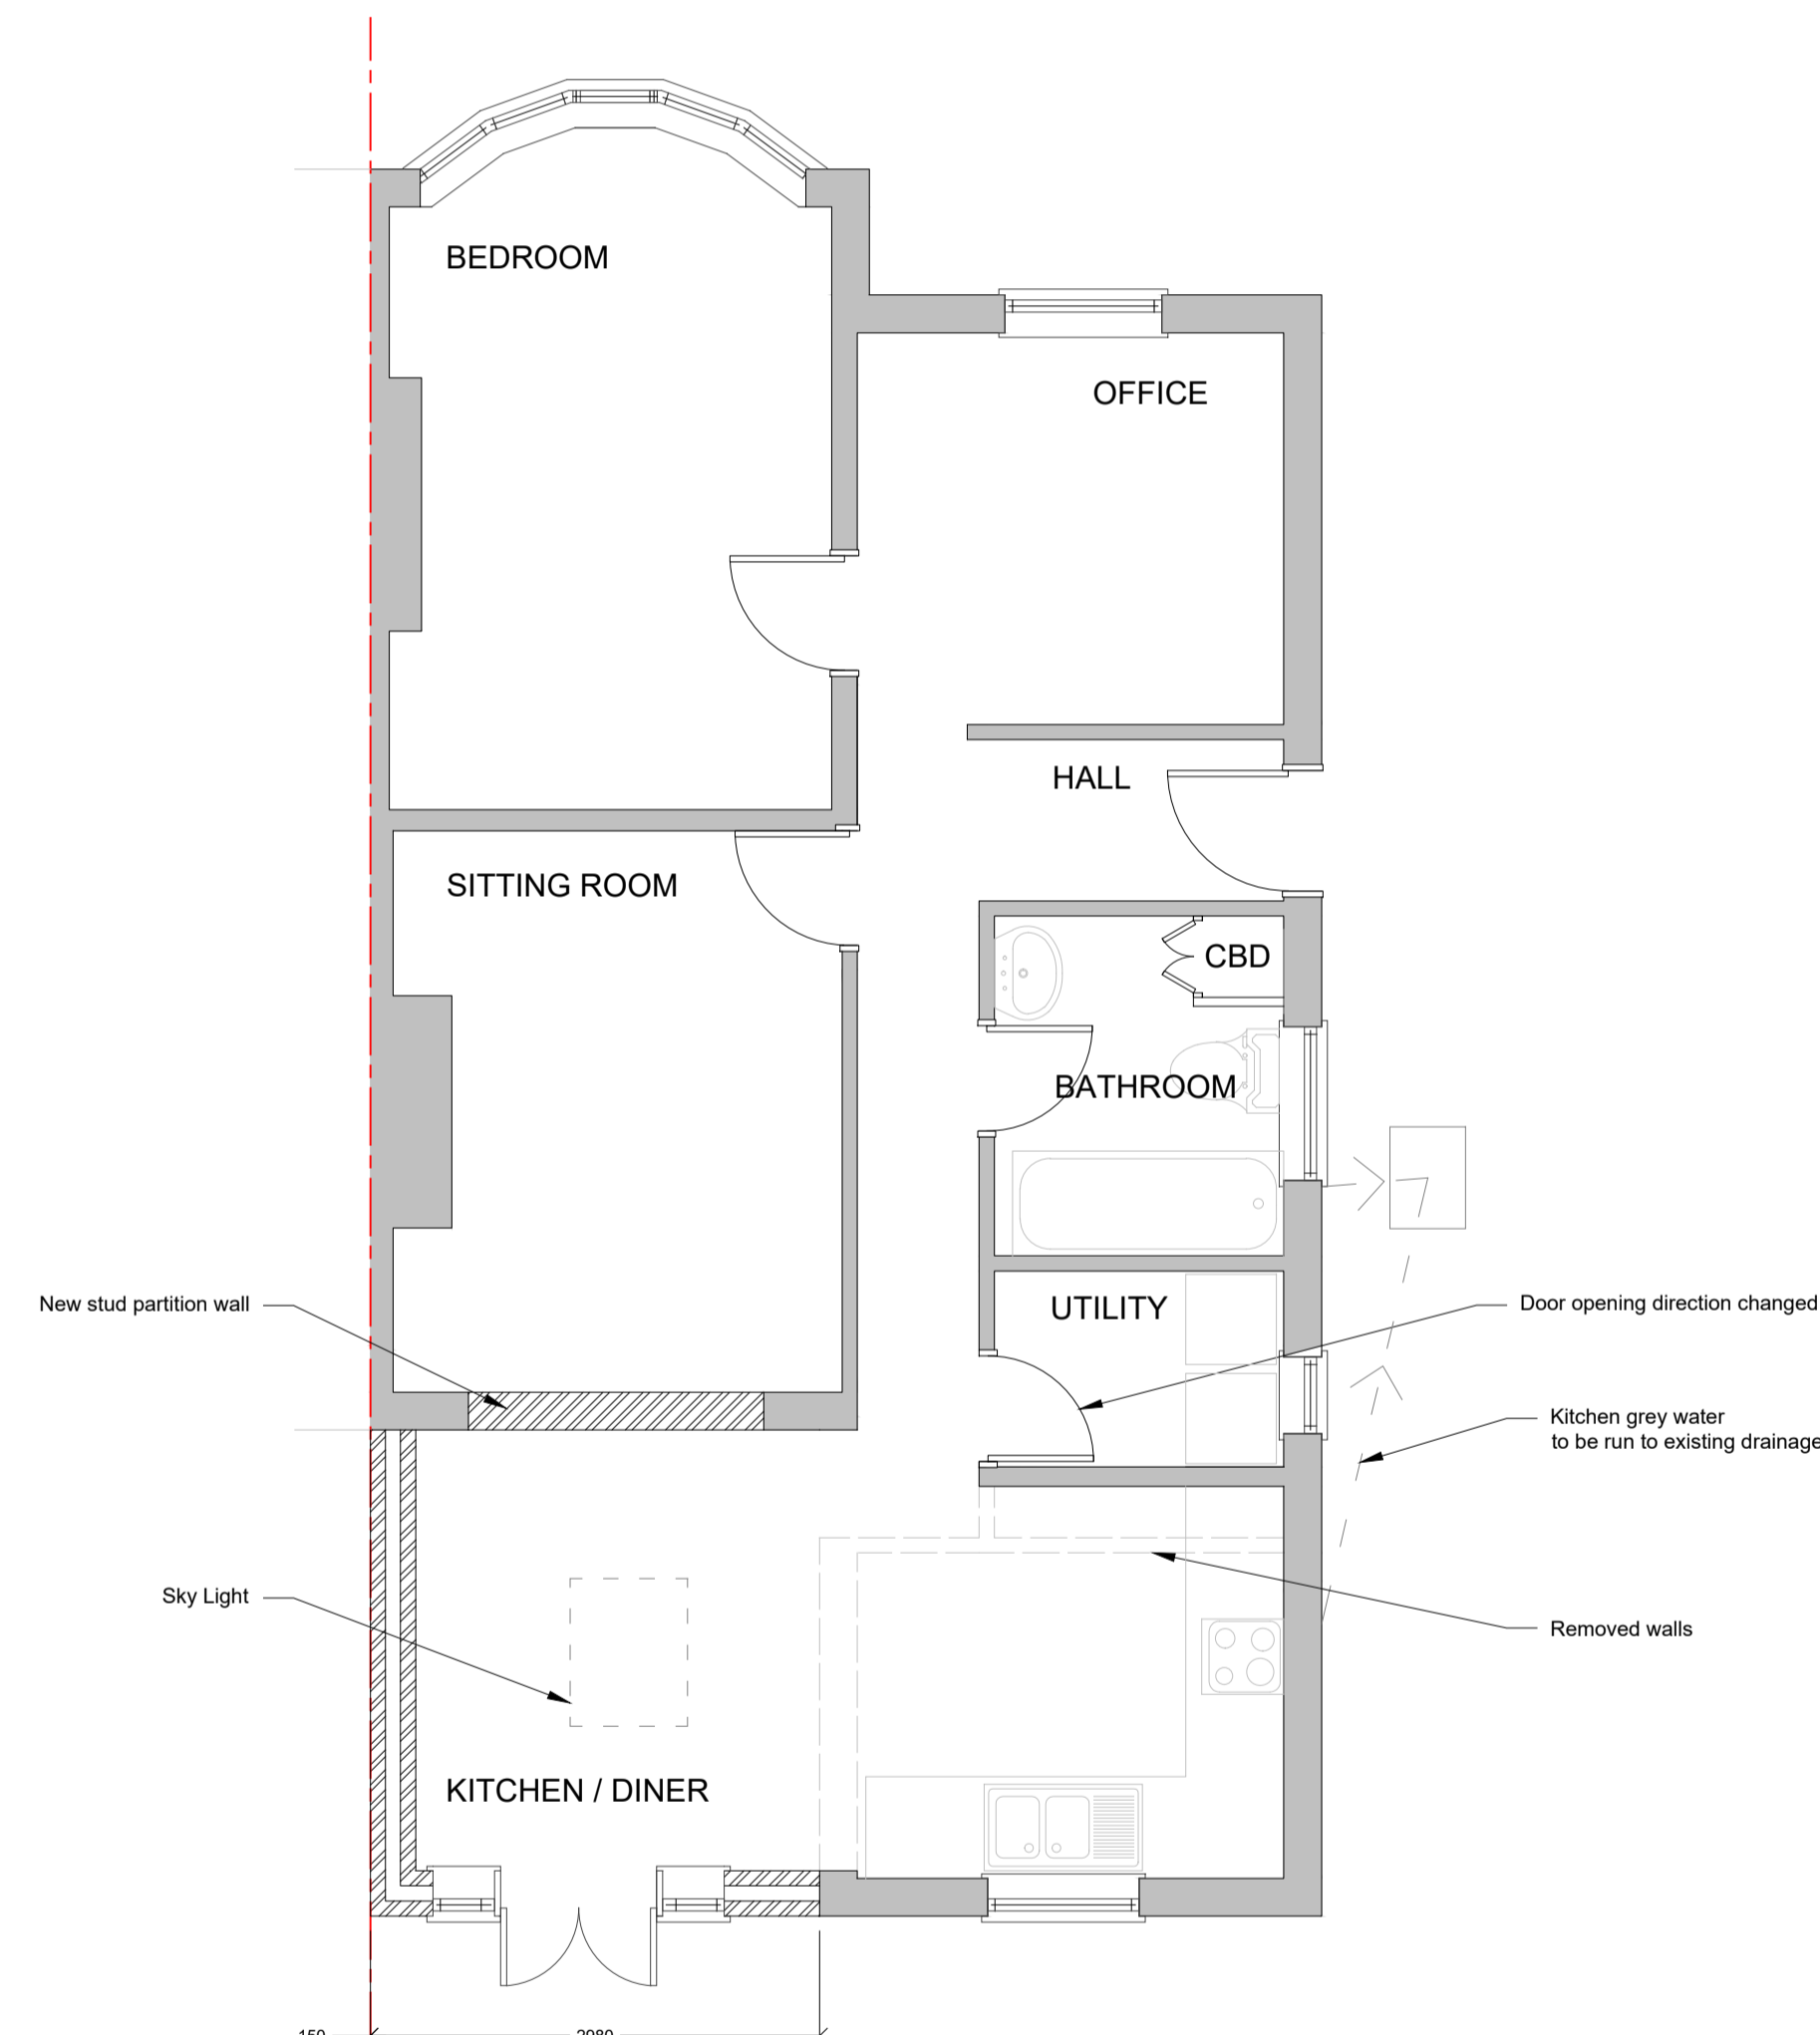 BEDROOM
OFFICE
HALL
SITTING ROOM
CBD
BATHROOM
New stud partition wall
UTILITY
Door opening direction changed
Kitchen grey water
to be run to existing drainage
Sky Light
Removed walls
KITCHEN / DINER
150
2980